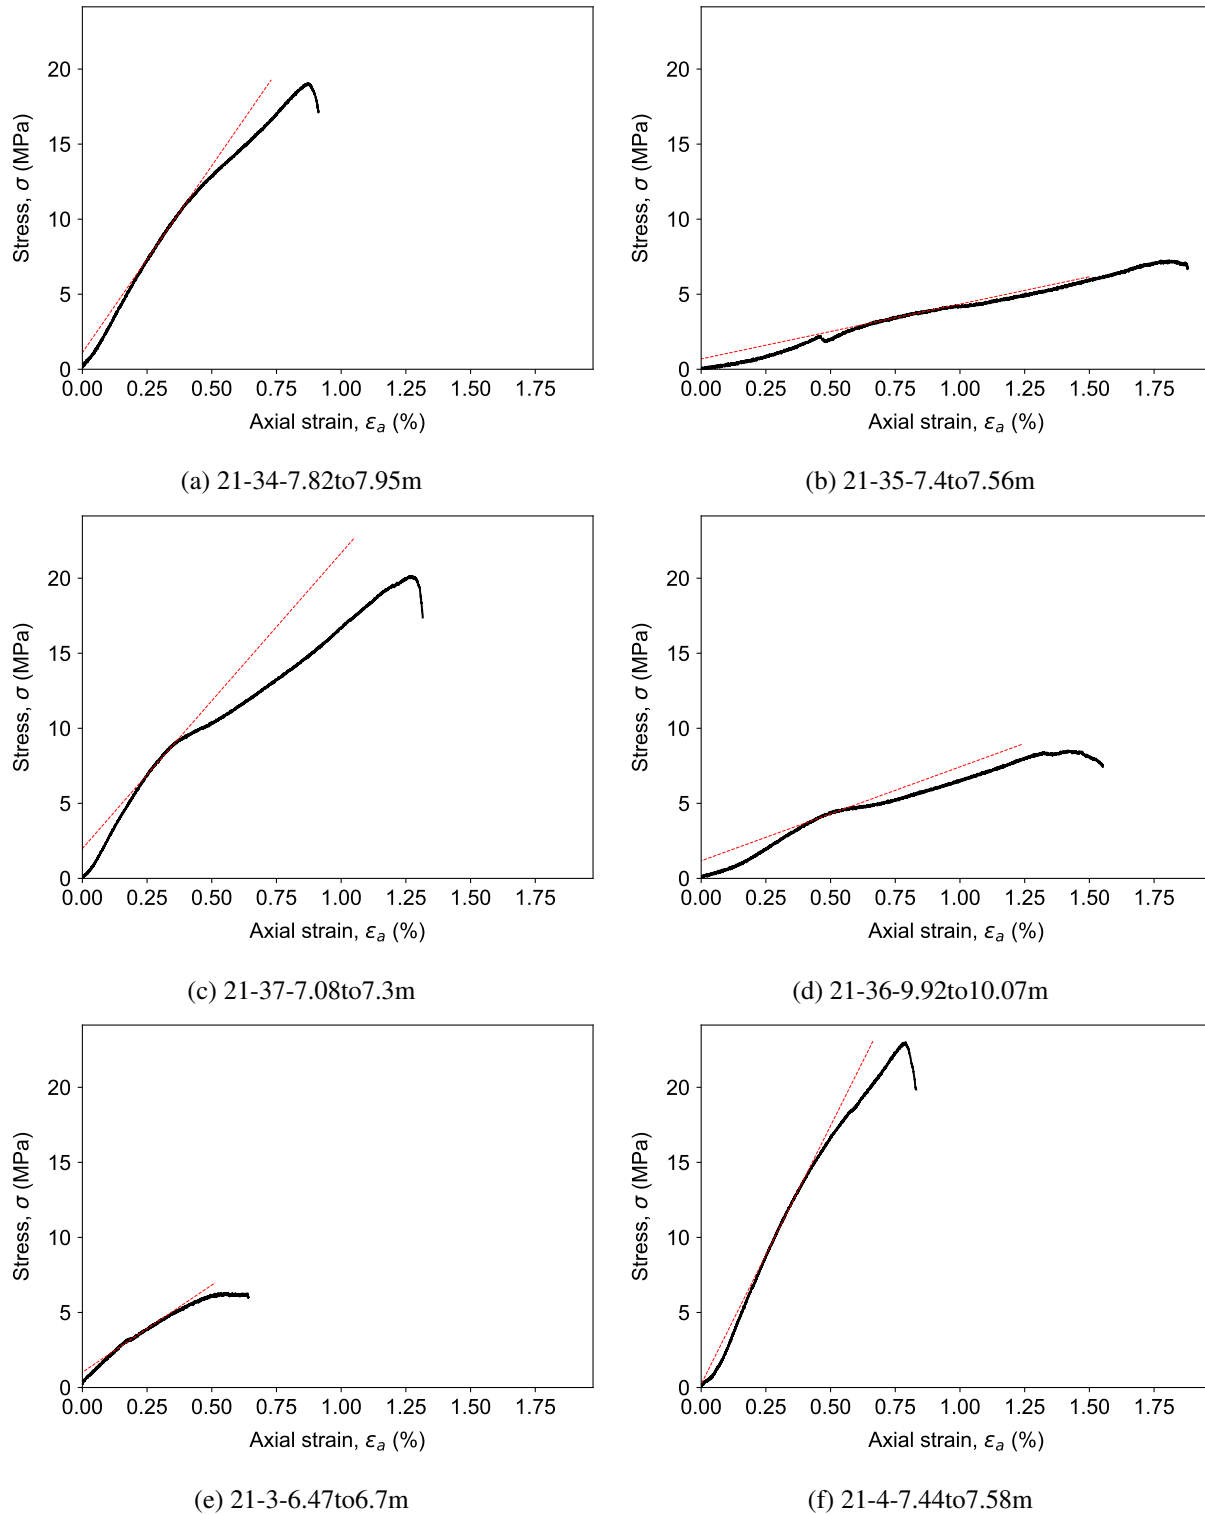 20
15
10
5
0
Stress, σ (MPa)
0.00 0.25 0.50 0.75 1.00 1.25 1.50 1.75
Axial strain, εa (%)
(a) 21-34-7.82to7.95m
20
15
10
5
0
Stress, σ (MPa)
0.00 0.25 0.50 0.75 1.00 1.25 1.50 1.75
Axial strain, εa (%)
(b) 21-35-7.4to7.56m
20
15
10
5
0
Stress, σ (MPa)
0.00 0.25 0.50 0.75 1.00 1.25 1.50 1.75
Axial strain, εa (%)
(c) 21-37-7.08to7.3m
20
15
10
5
0
Stress, σ (MPa)
0.00 0.25 0.50 0.75 1.00 1.25 1.50 1.75
Axial strain, εa (%)
(d) 21-36-9.92to10.07m
20
15
10
5
0
Stress, σ (MPa)
0.00 0.25 0.50 0.75 1.00 1.25 1.50 1.75
Axial strain, εa (%)
(e) 21-3-6.47to6.7m
20
15
10
5
0
Stress, σ (MPa)
0.00 0.25 0.50 0.75 1.00 1.25 1.50 1.75
Axial strain, εa (%)
(f) 21-4-7.44to7.58m